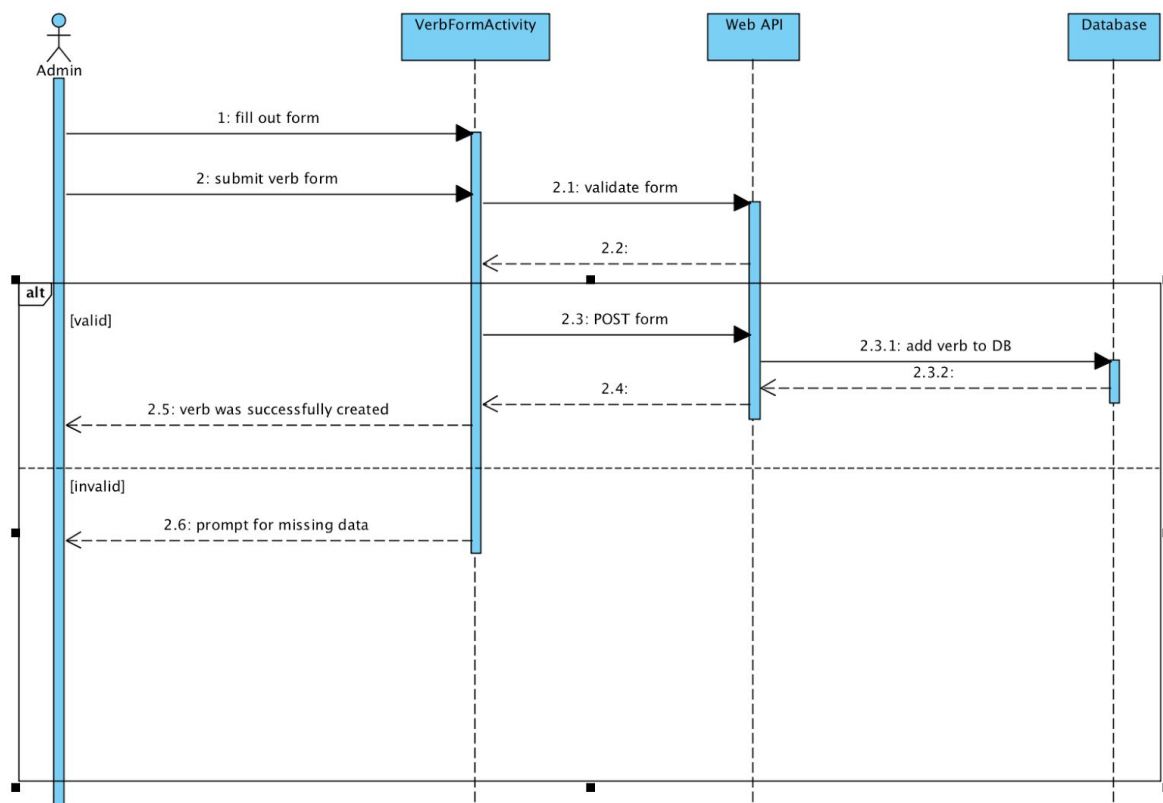 VerbFormActivity
Web API
Database
Admin
1: fill out form
2: submit verb form
2.1: validate form
2.2:
alt
[valid]
2.3: POST form
2.3.1: add verb to DB
2.3.2:
2.4:
2.5: verb was successfully created
[invalid]
2.6: prompt for missing data